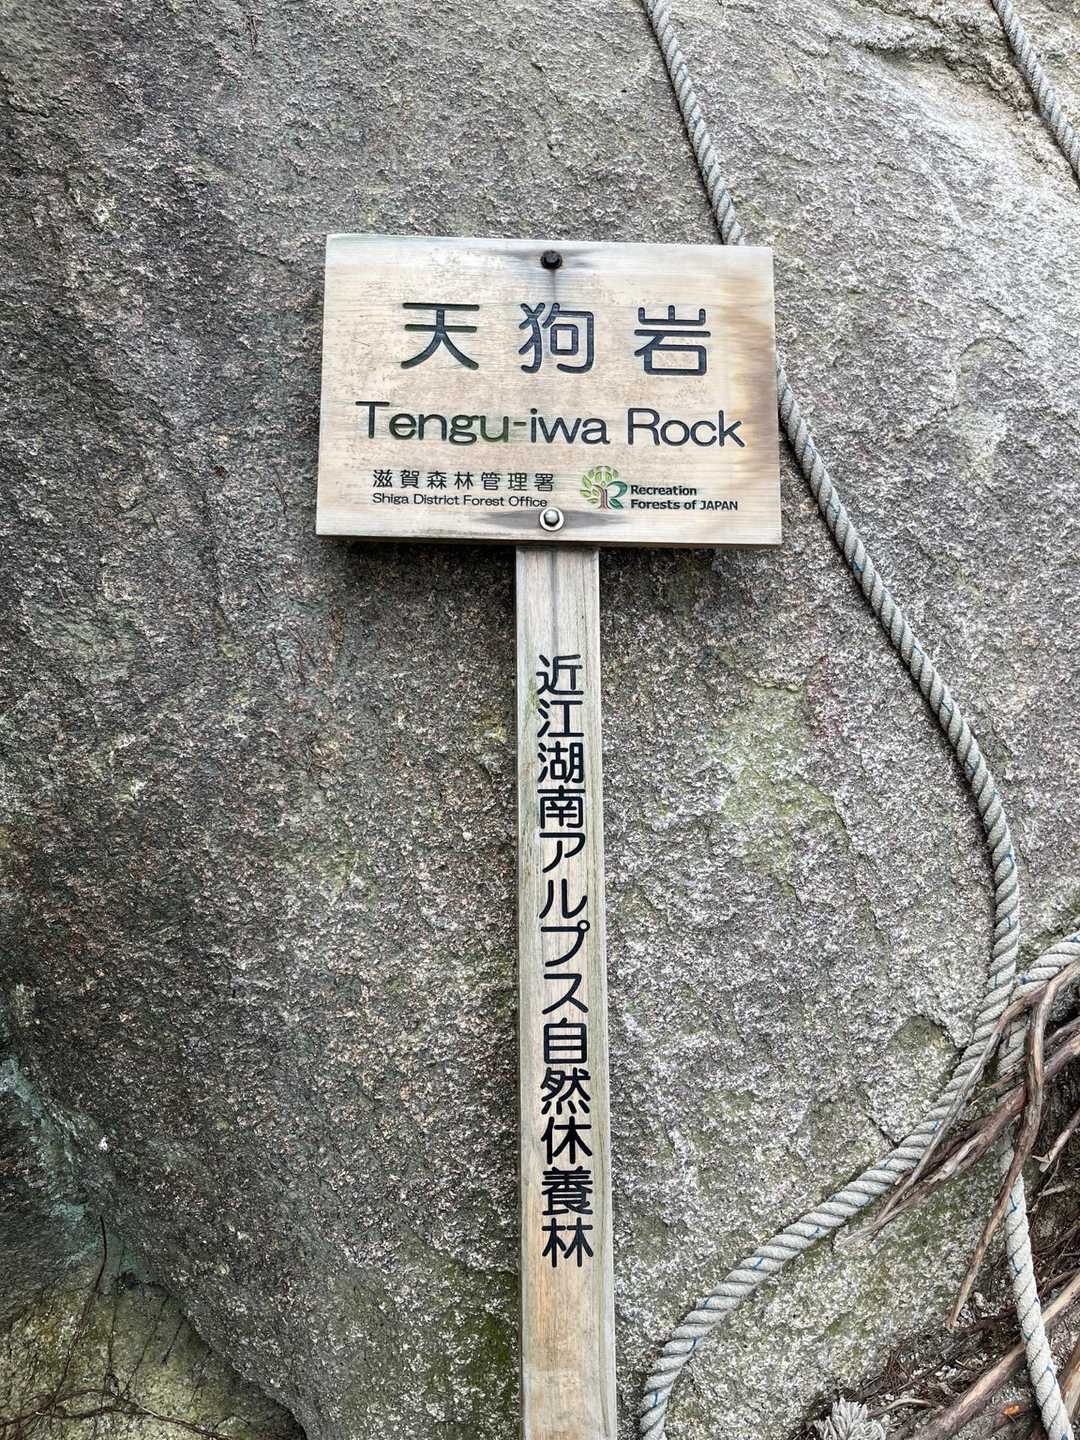 天狗岩
Tengu-iwa Rock
滋賀森林管理署
Shiga District Forest Office
Recreation
Forests of JAPAN
近江湖南アルプス自然休養林